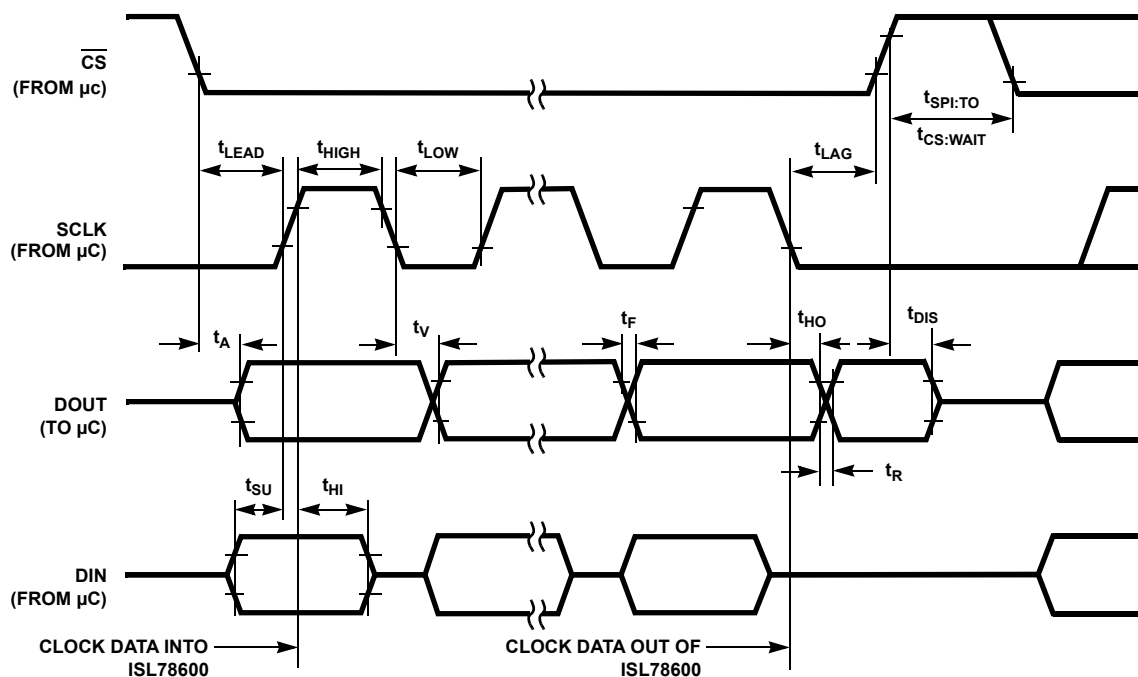 CS
(FROM µc)
tSPI:TO
tCS:WAIT
tLEAD
tHIGH
tLOW
tLAG
SCLK
(FROM µC)
tA
tV
tF
tHO
tDIS
DOUT
(TO µC)
tR
tSU
tHI
DIN
(FROM µC)
CLOCK DATA INTO
ISL78600
CLOCK DATA OUT OF
ISL78600